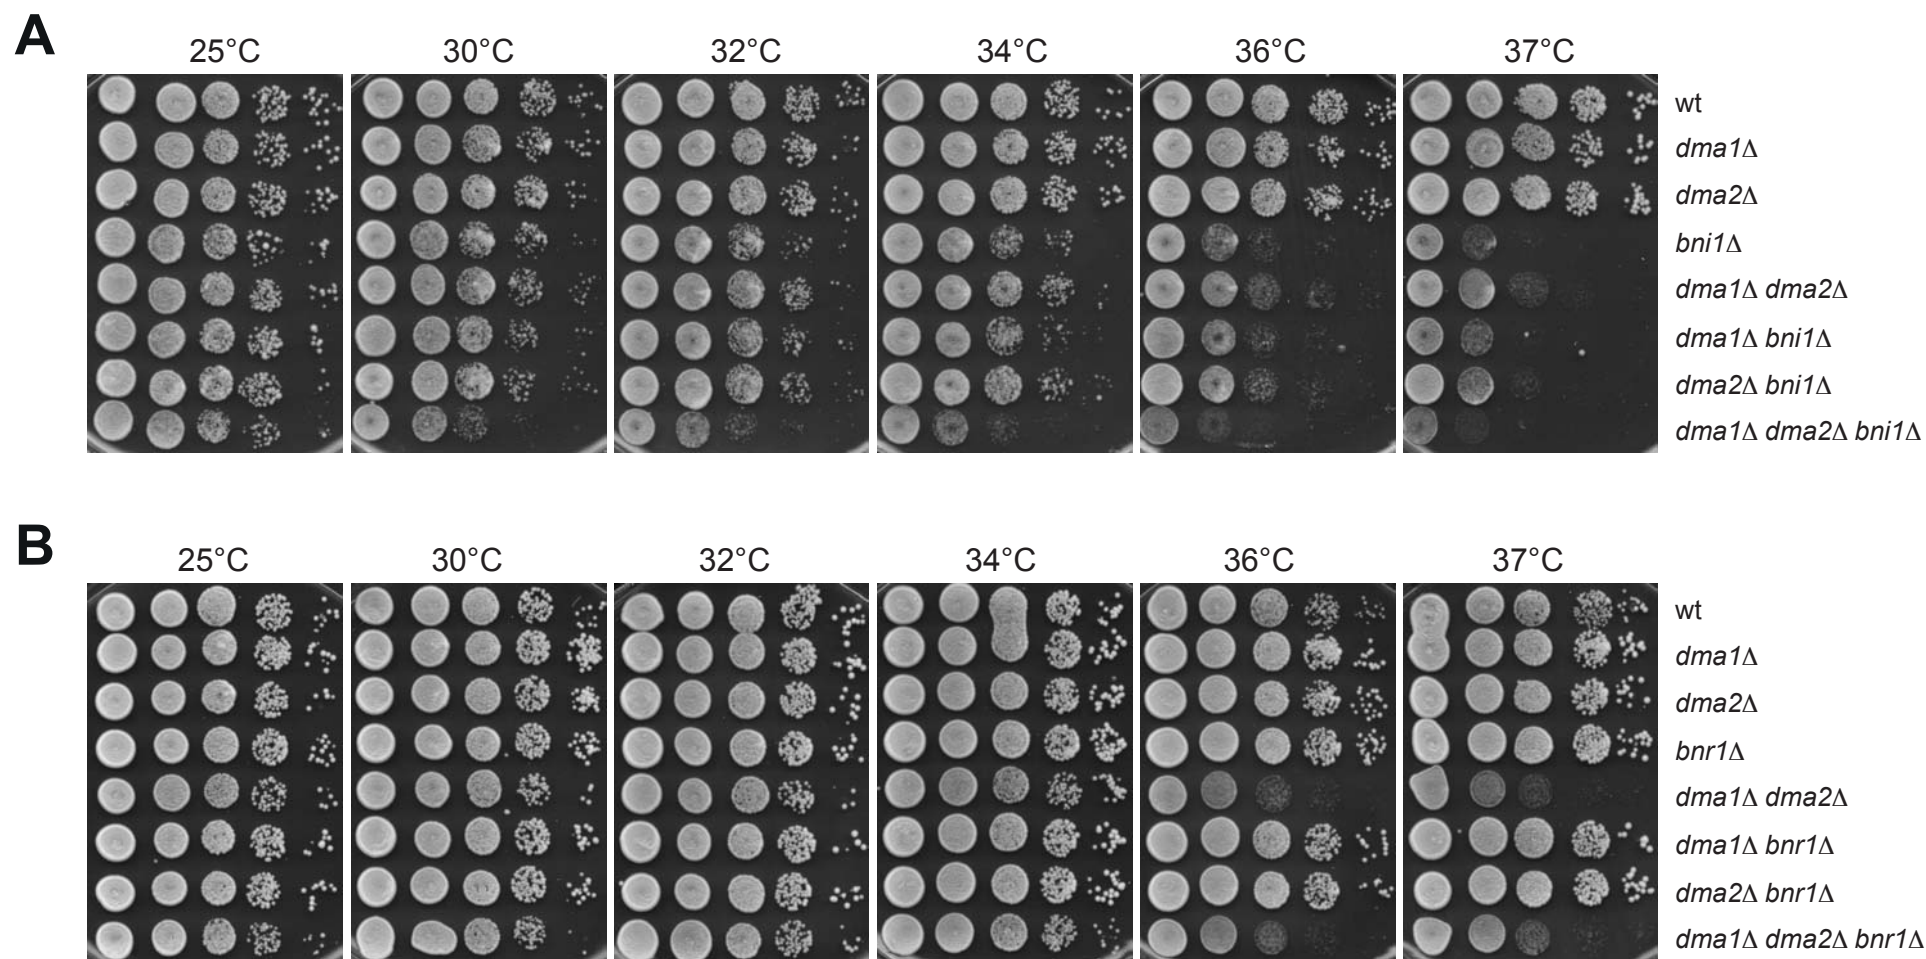 A
25°C 30°C 32°C 34°C 36°C 37°C
wt
dma1Δ
dma2Δ
bni1Δ
dma1Δ dma2Δ
dma1Δ bni1Δ
dma2Δ bni1Δ
dma1Δ dma2Δ bni1Δ
B
25°C 30°C 32°C 34°C 36°C 37°C
wt
dma1Δ
dma2Δ
bnr1Δ
dma1Δ dma2Δ
dma1Δ bnr1Δ
dma2Δ bnr1Δ
dma1Δ dma2Δ bnr1Δ